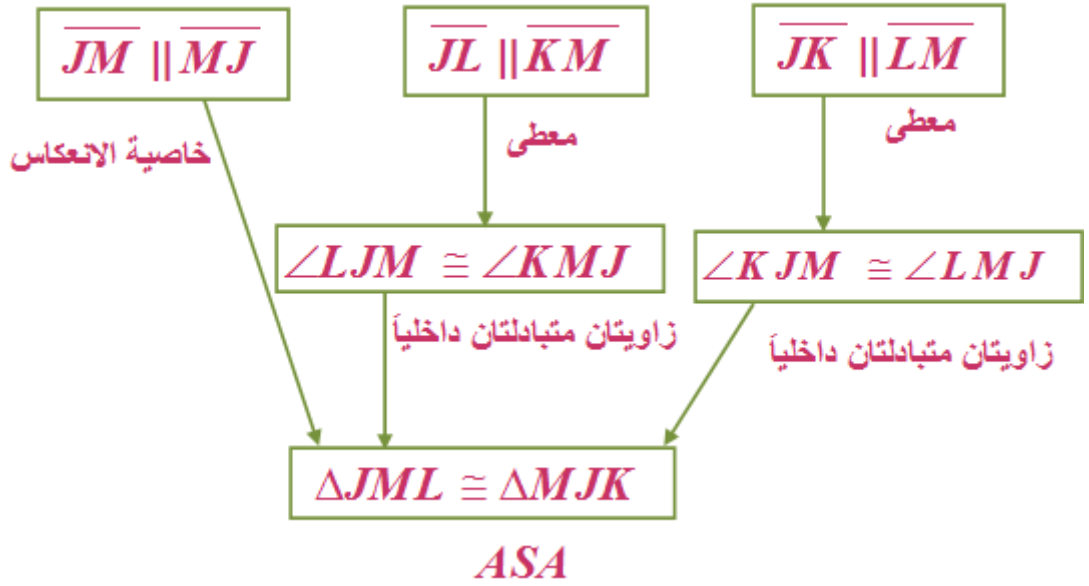 JM || MJ
JL || KM
JK || LM
خاصية الانعكاس
معطى
معطى
∠LJM ≅ ∠KMJ
∠KJM ≅ ∠LMJ
زاويتان متبادلتان داخلياً
زاويتان متبادلتان داخلياً
ΔJML ≅ ΔMJK
ASA